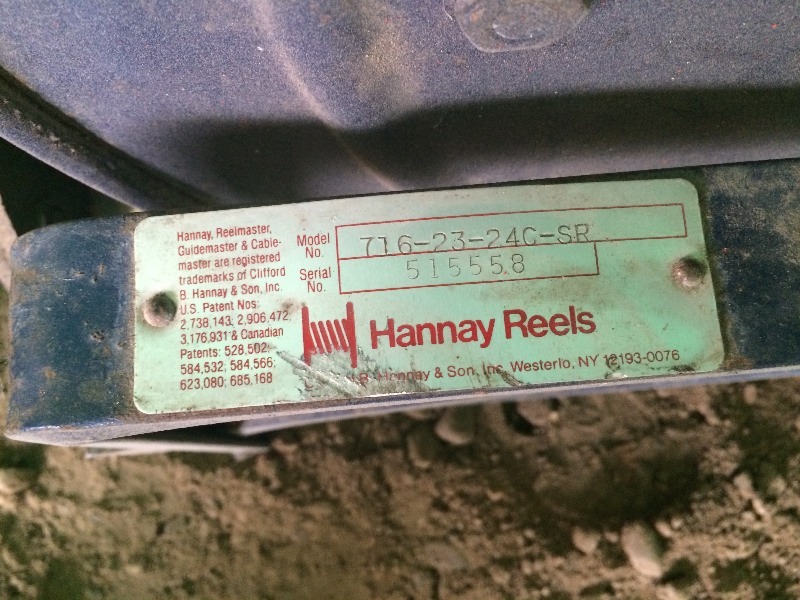 Hannay, Reelmaster,
Guidemaster & Cable-
master are registered
trademarks of Clifford
B. Hannay & Son, Inc.
U.S. Patent Nos:
2,738,143; 2,906,472,
3,176,931 & Canadian
Patents: 528,502,
584,532; 584,566;
623,080; 685,168
Model
No.
716-23-24C-SR
Serial
No.
515558
Hannay Reels
B. Hannay & Son, Inc. Westerlo, NY 12193-0076